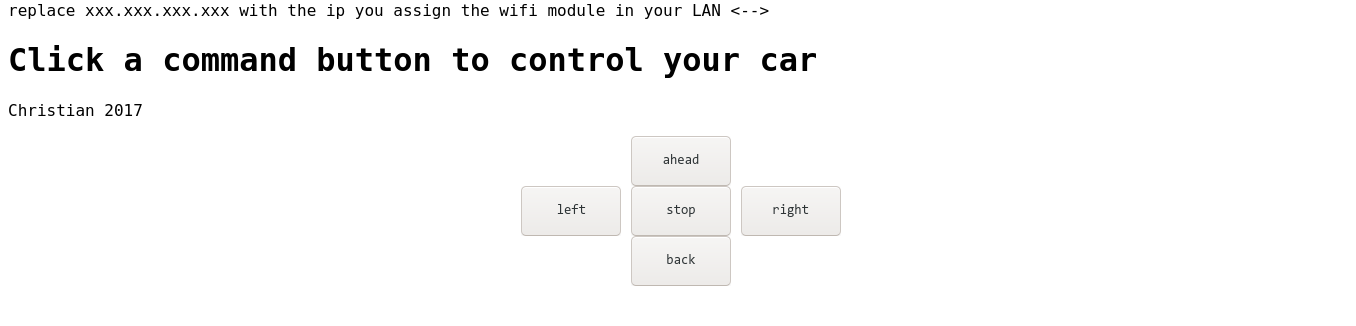 replace xxx.xxx.xxx.xxx with the ip you assign the wifi module in your LAN <-->
Click a command button to control your car
Christian 2017
ahead
left stop right
back